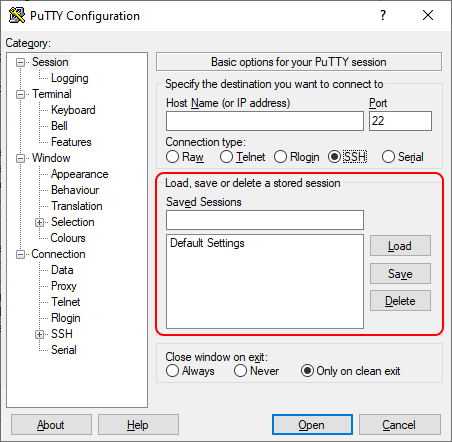 PuTTY Configuration
? ×
Category:
Session
Logging
Terminal
Keyboard
Bell
Features
Window
Appearance
Behaviour
Translation
Selection
Colours
Connection
Data
Proxy
Telnet
Rlogin
SSH
Serial
Basic options for your PuTTY session
Specify the destination you want to connect to
Host Name (or IP address) Port
22
Connection type:
Raw Telnet Rlogin SSH Serial
Load, save or delete a stored session
Saved Sessions
Default Settings
Load
Save
Delete
Close window on exit:
Always Never Only on clean exit
About Help Open Cancel